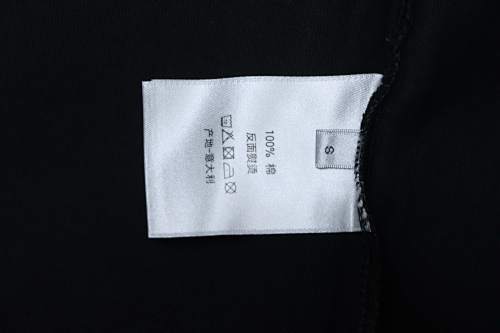 S
100% 棉
反面熨烫
产地-意大利